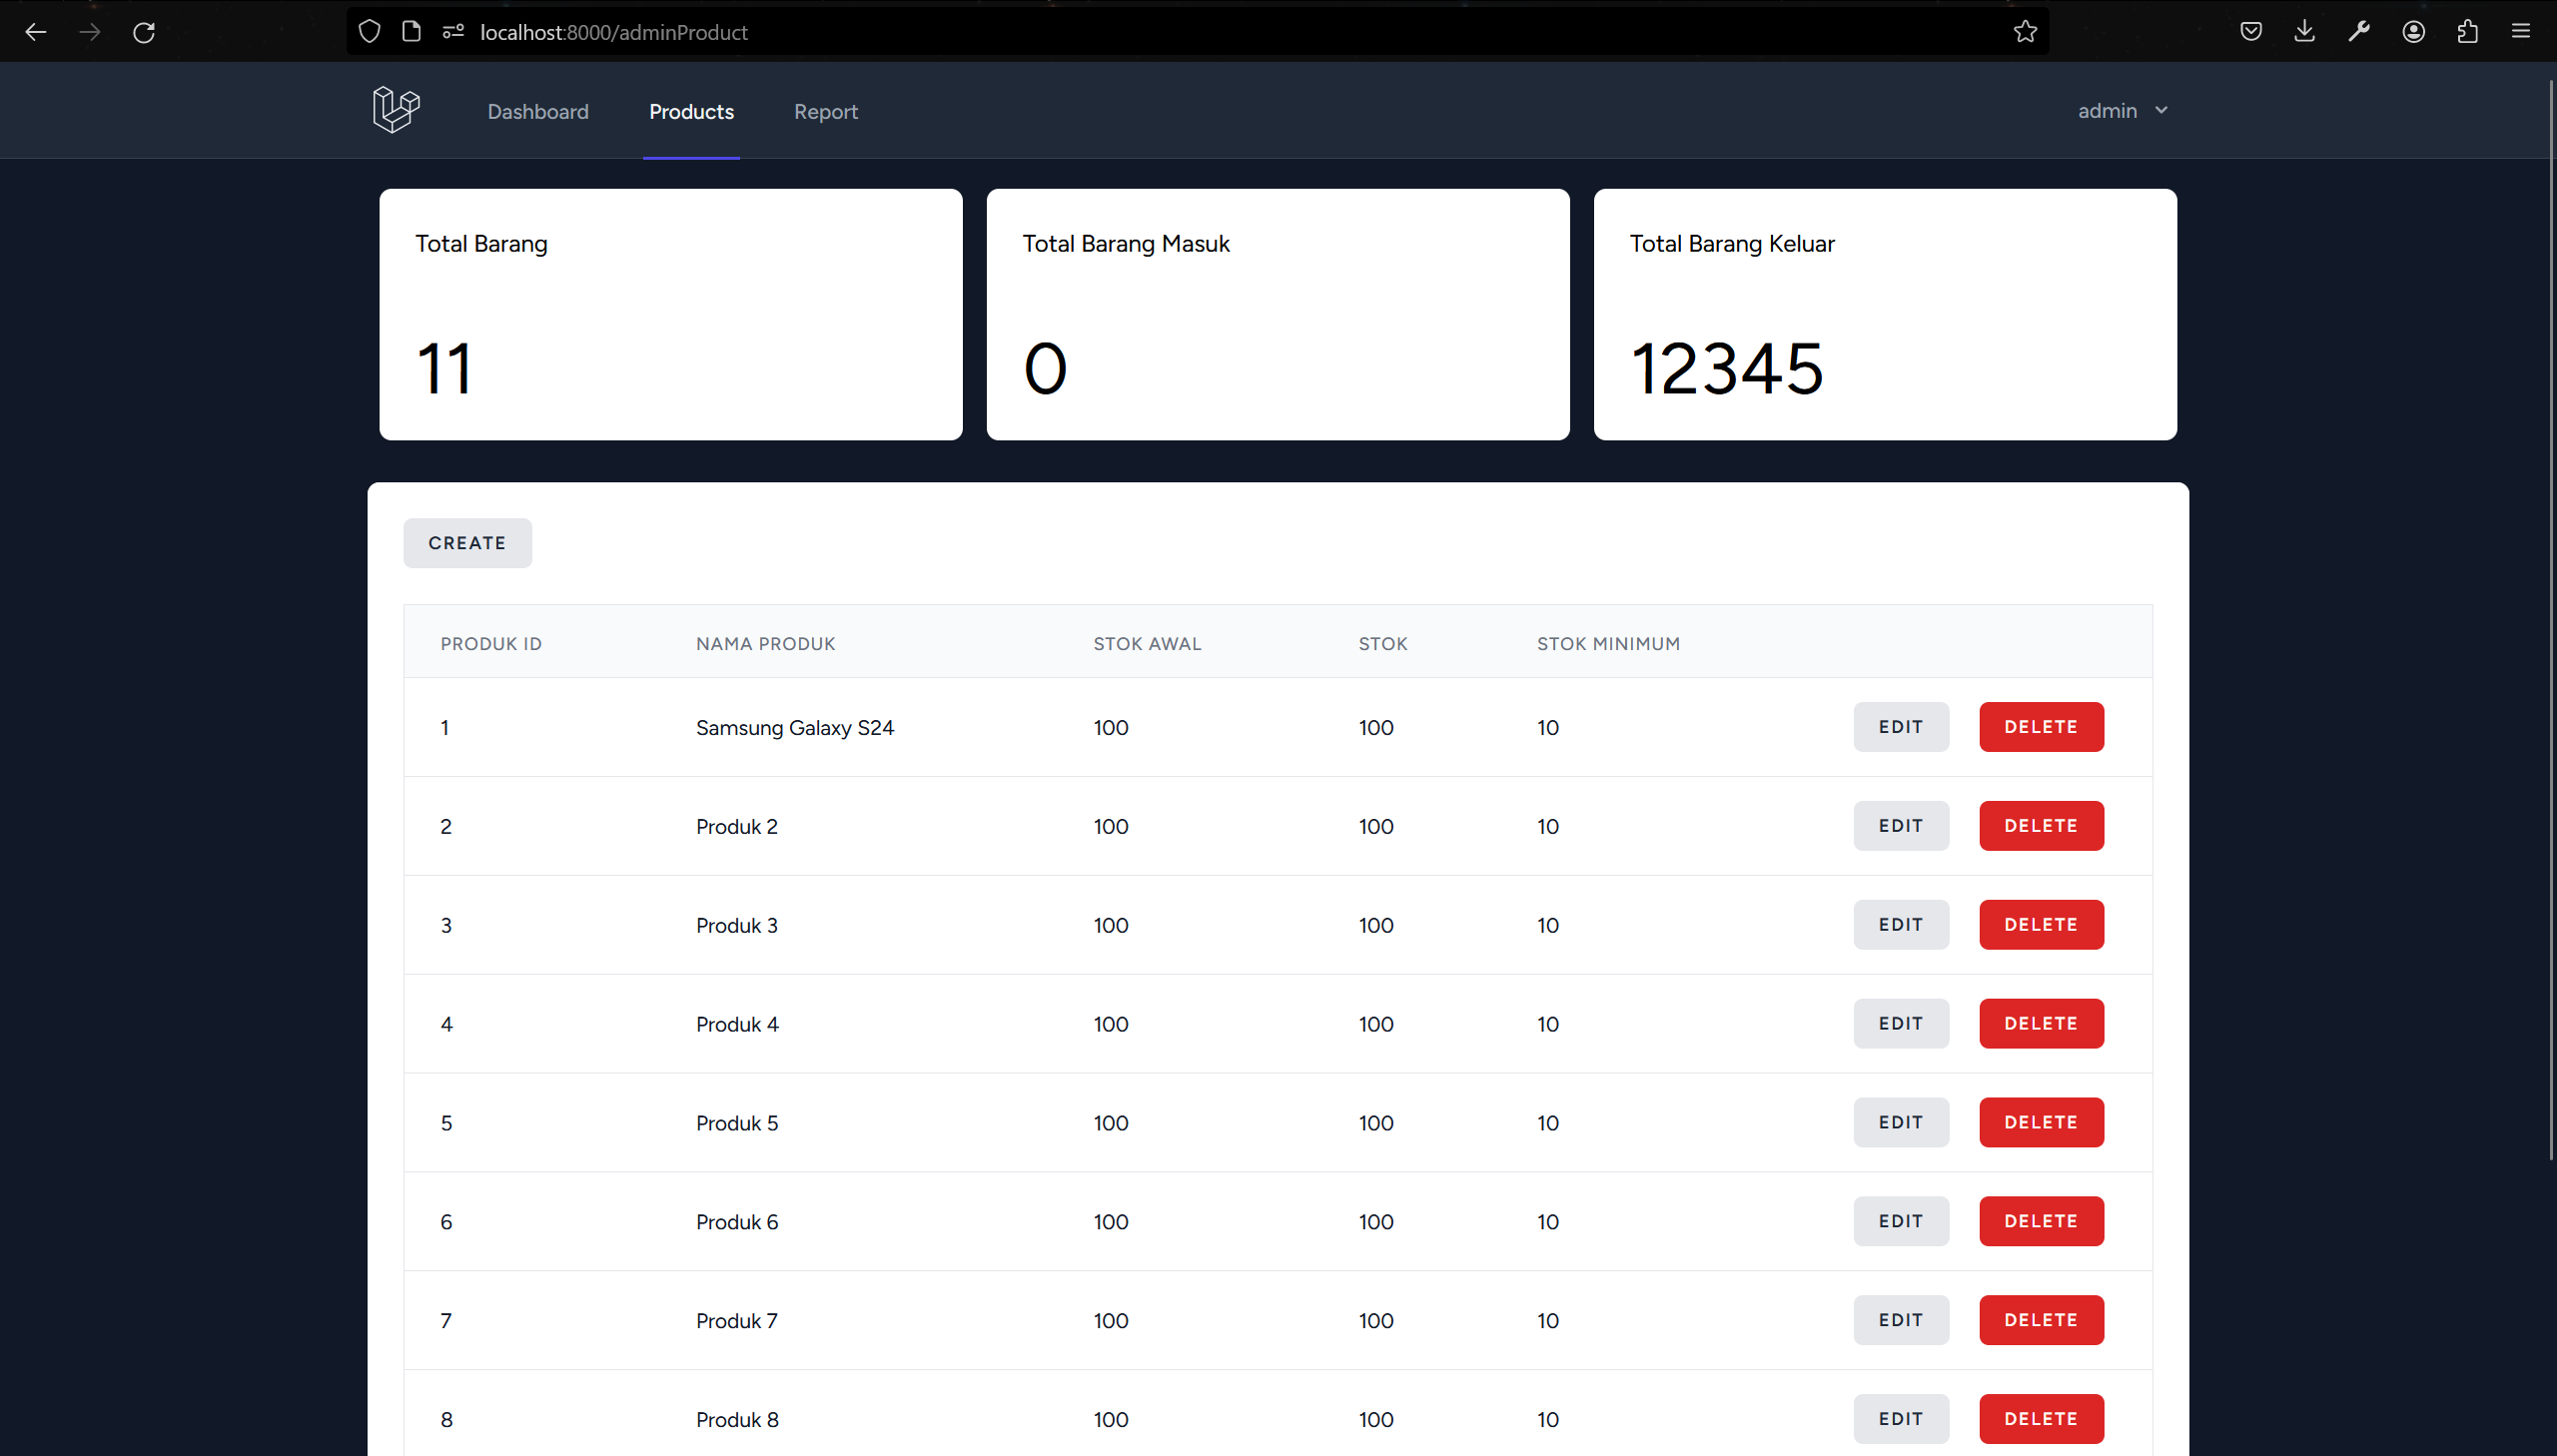 localhost:8000/adminProduct
Dashboard Products Report admin
Total Barang Total Barang Masuk Total Barang Keluar
11 0 12345
CREATE
PRODUK ID NAMA PRODUK STOK AWAL STOK STOK MINIMUM
1 Samsung Galaxy S24 100 100 10 EDIT DELETE
2 Produk 2 100 100 10 EDIT DELETE
3 Produk 3 100 100 10 EDIT DELETE
4 Produk 4 100 100 10 EDIT DELETE
5 Produk 5 100 100 10 EDIT DELETE
6 Produk 6 100 100 10 EDIT DELETE
7 Produk 7 100 100 10 EDIT DELETE
8 Produk 8 100 100 10 EDIT DELETE